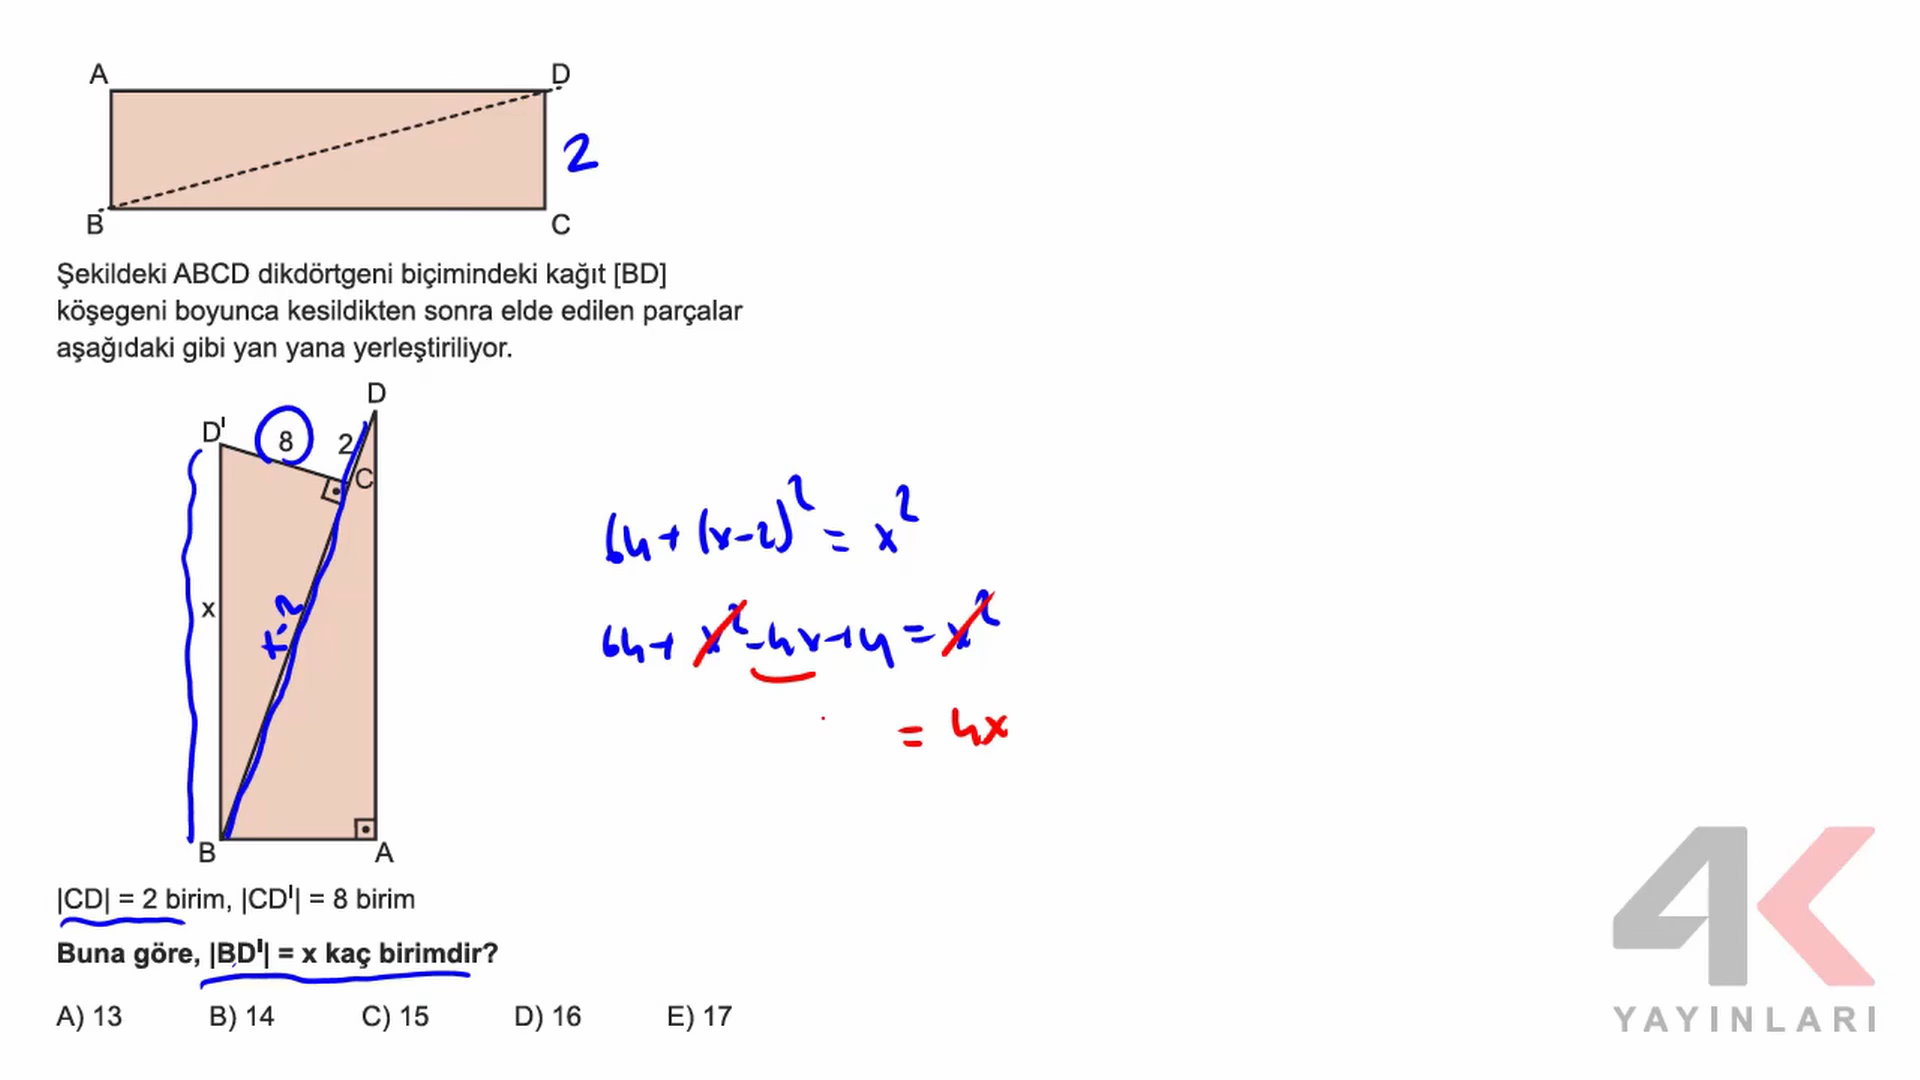 A D
2
B C
Şekildeki ABCD dikdörtgeni biçimindeki kağıt [BD]
köşegeni boyunca kesildikten sonra elde edilen parçalar
aşağıdaki gibi yan yana yerleştiriliyor.
D
D' 8 2
C
64+(x-2)²=x²
x x-2 64+x²-4x+4=x²
= 4x
B A
|CD| = 2 birim, |CD'| = 8 birim
Buna göre, |BD'| = x kaç birimdir?
A) 13 B) 14 C) 15 D) 16 E) 17
4K
YAYINLARI